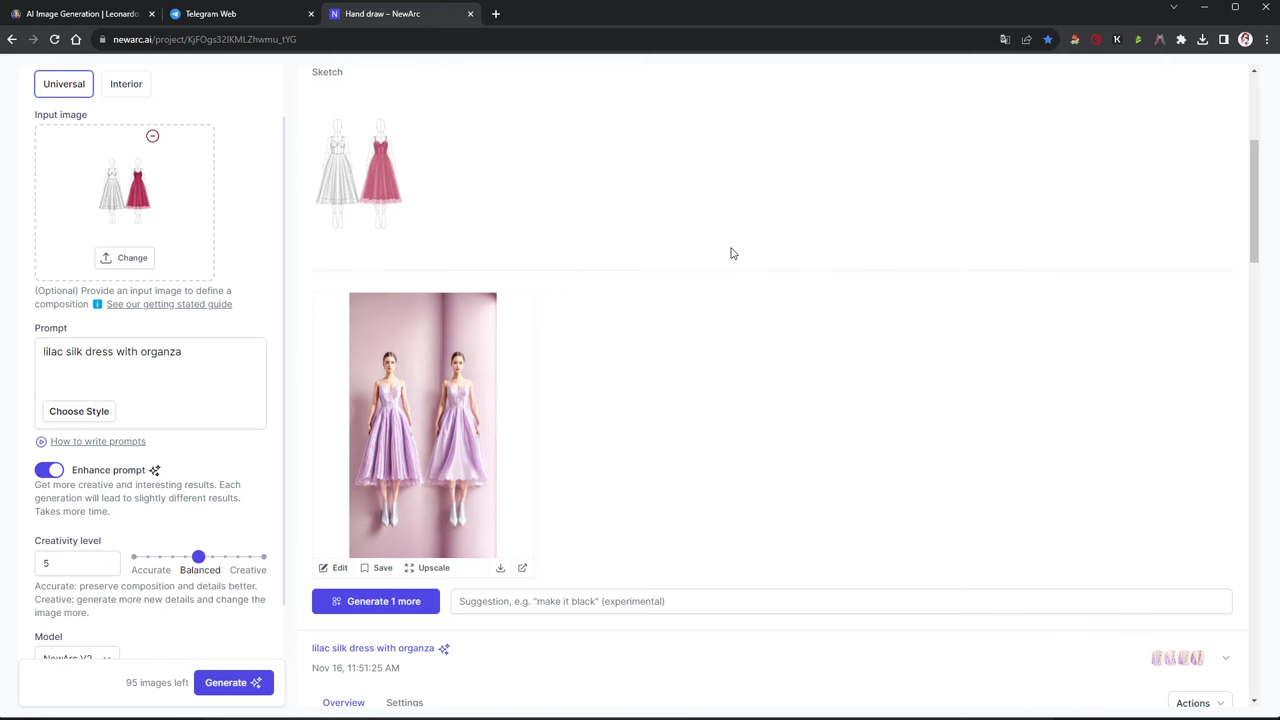 AI Image Generation | Leonardo
Telegram Web
Hand draw – NewArc
newarc.ai/project/KjFOgs32IKMLZhwmu_tYG
Universal
Interior
Input image
Change
(Optional) Provide an input image to define a
composition See our getting stated guide
Prompt
lilac silk dress with organza
Choose Style
How to write prompts
Enhance prompt
Get more creative and interesting results. Each
generation will lead to slightly different results.
Takes more time.
Creativity level
5
Accurate Balanced Creative
Accurate: preserve composition and details better.
Creative: generate more new details and change the
image more.
Model
NewArc V2
95 images left
Generate
Sketch
Edit Save Upscale
Generate 1 more
Suggestion, e.g. "make it black" (experimental)
lilac silk dress with organza
Nov 16, 11:51:25 AM
Overview Settings
Actions